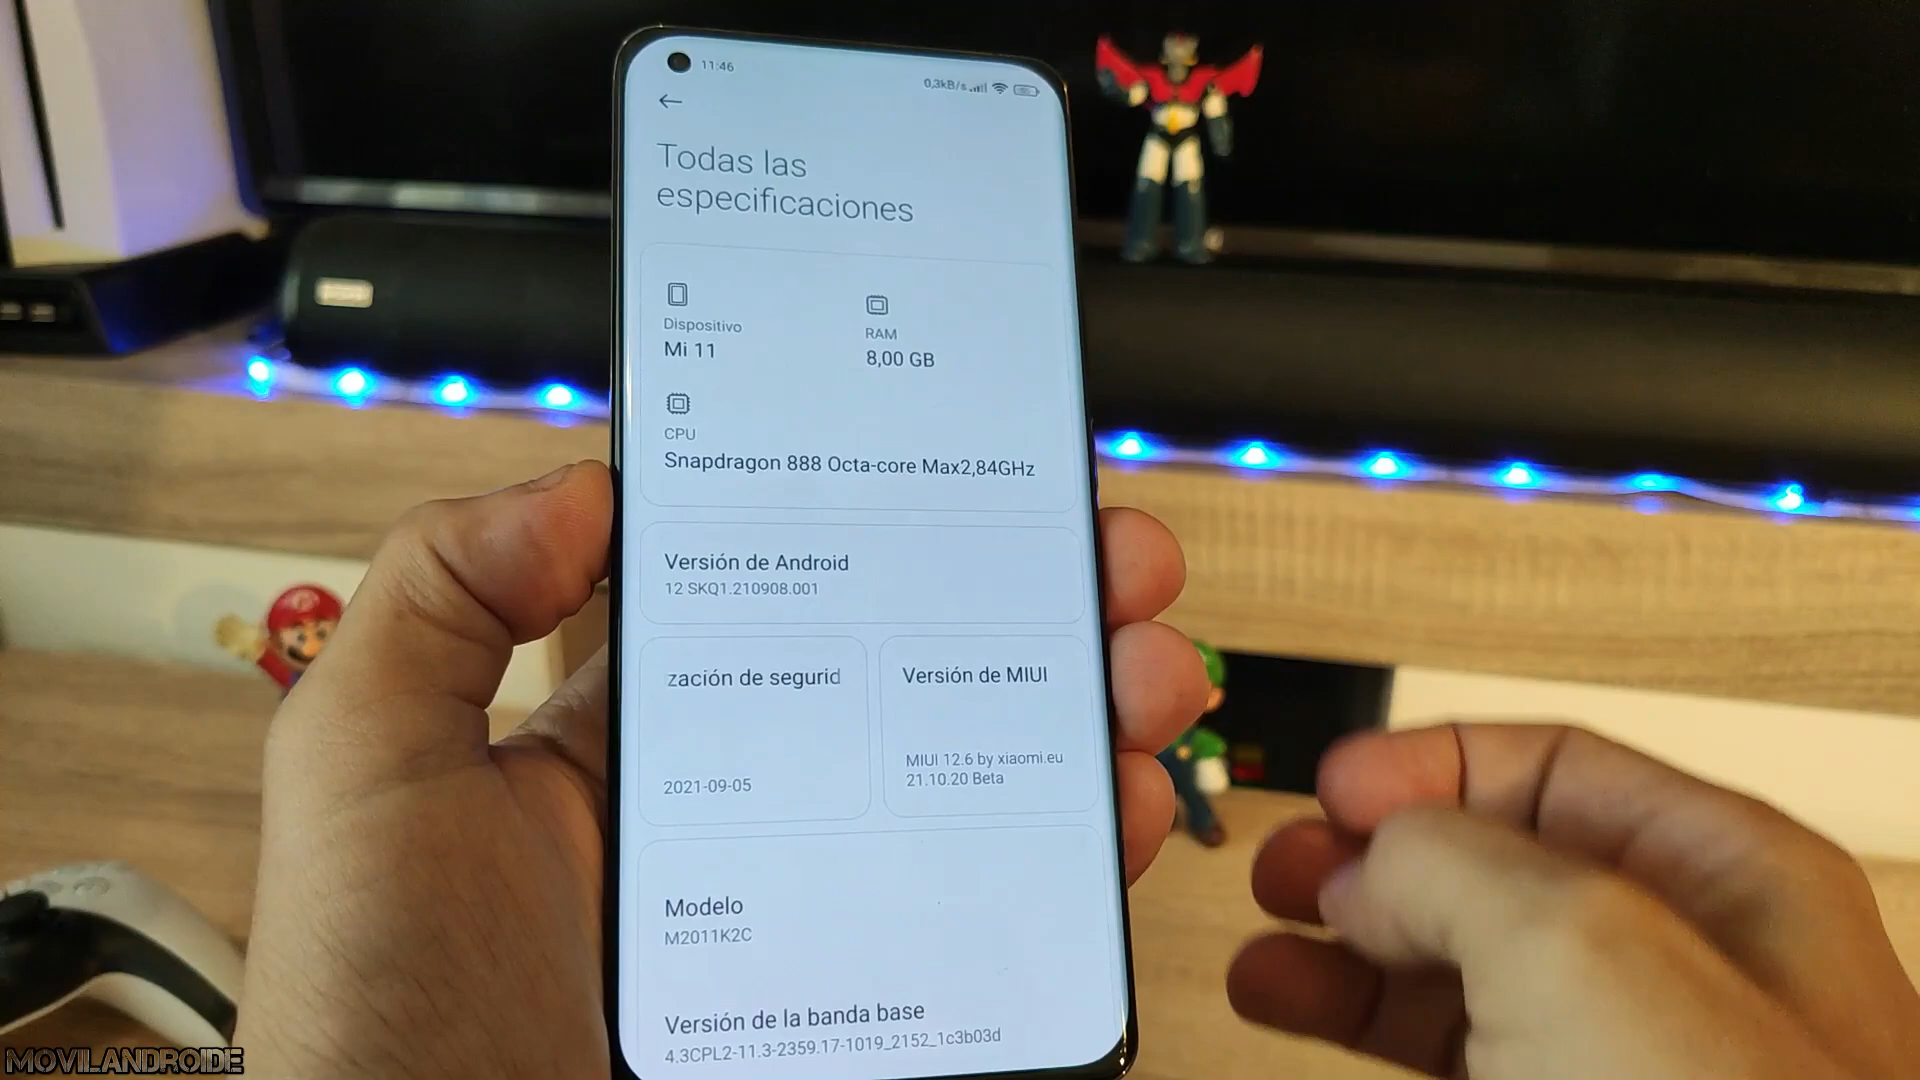 11:46
0,3kB/s
Todas las
especificaciones
Dispositivo
Mi 11
RAM
8,00 GB
CPU
Snapdragon 888 Octa-core Max2,84GHz
Versión de Android
12 SKQ1.210908.001
zación de segurid
2021-09-05
Versión de MIUI
MIUI 12.6 by xiaomi.eu
21.10.20 Beta
Modelo
M2011K2C
Versión de la banda base
4.3CPL2-11.3-2359.17-1019_2152_1c3b03d
MOVILANDROIDE